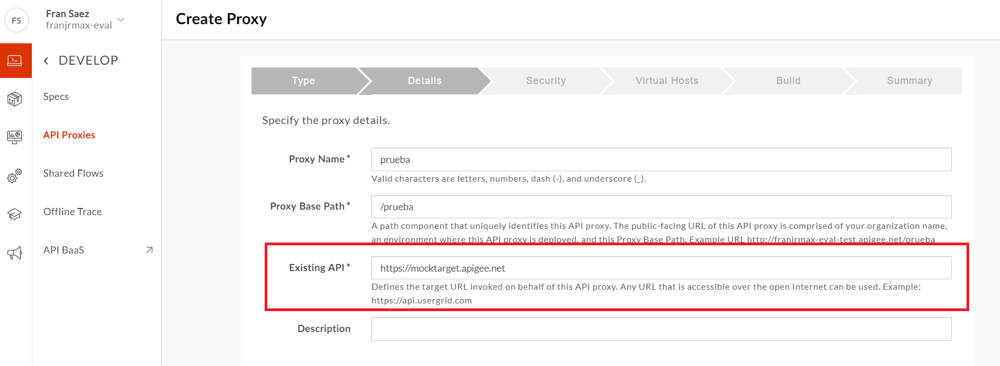 FS
Fran Saez
franjrmax-eval
Create Proxy
DEVELOP
Specs
API Proxies
Shared Flows
Offline Trace
API BaaS
Type
Details
Security
Virtual Hosts
Build
Summary
Specify the proxy details.
Proxy Name*
prueba
Valid characters are letters, numbers, dash (-), and underscore (_).
Proxy Base Path*
/prueba
A path component that uniquely identifies this API proxy. The public-facing URL of this API proxy is comprised of your organization name,
an environment where this API proxy is deployed, and this Proxy Base Path. Example URL http://franjrmax-eval-test.apigee.net/prueba
Existing API*
https://mocktarget.apigee.net
Defines the target URL invoked on behalf of this API proxy. Any URL that is accessible over the open Internet can be used. Example:
https://api.usergrid.com
Description